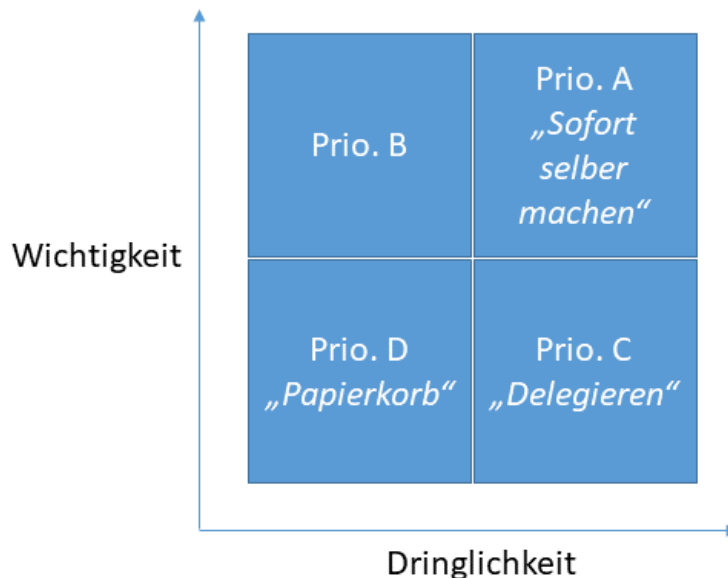 Prio. B
Prio. A
„Sofort
selber
machen“
Wichtigkeit
Prio. D
„Papierkorb“
Prio. C
„Delegieren“
Dringlichkeit